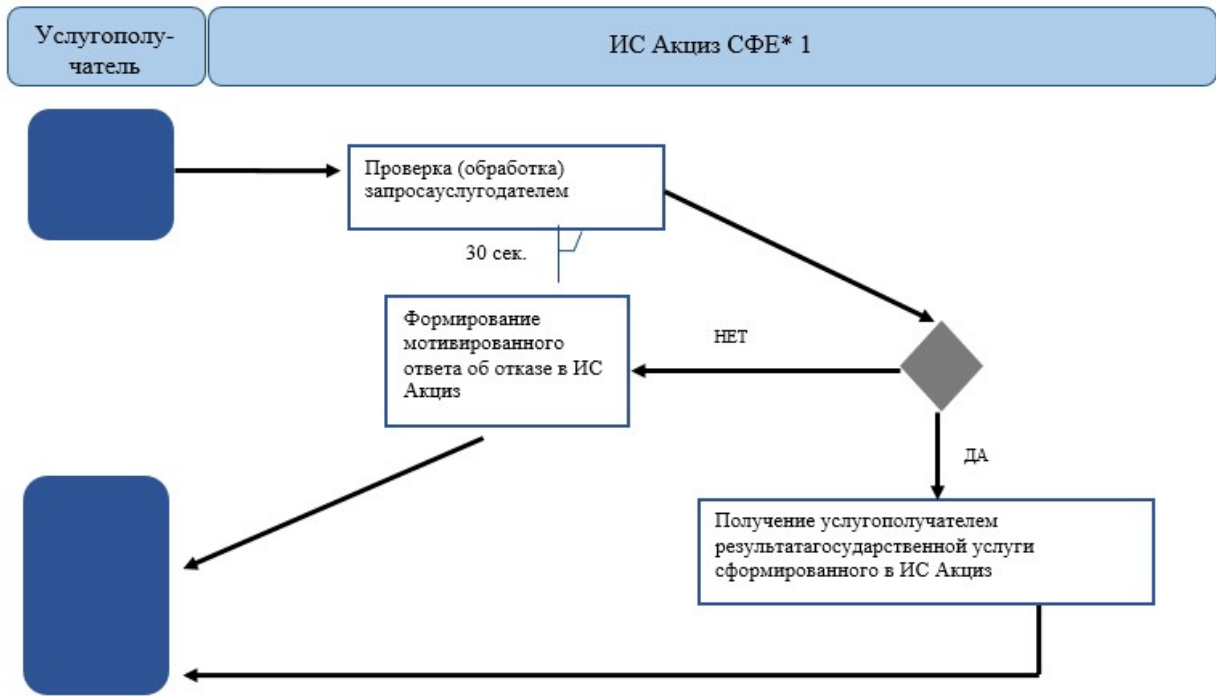 Услугополу-
чатель
ИС Акциз СФЕ* 1
Проверка (обработка)
запросауслугодателем
30 сек.
Формирование
мотивированного
ответа об отказе в ИС
Акциз
НЕТ
ДА
Получение услугополучателем
результатагосударственной услуги
сформированного в ИС Акциз